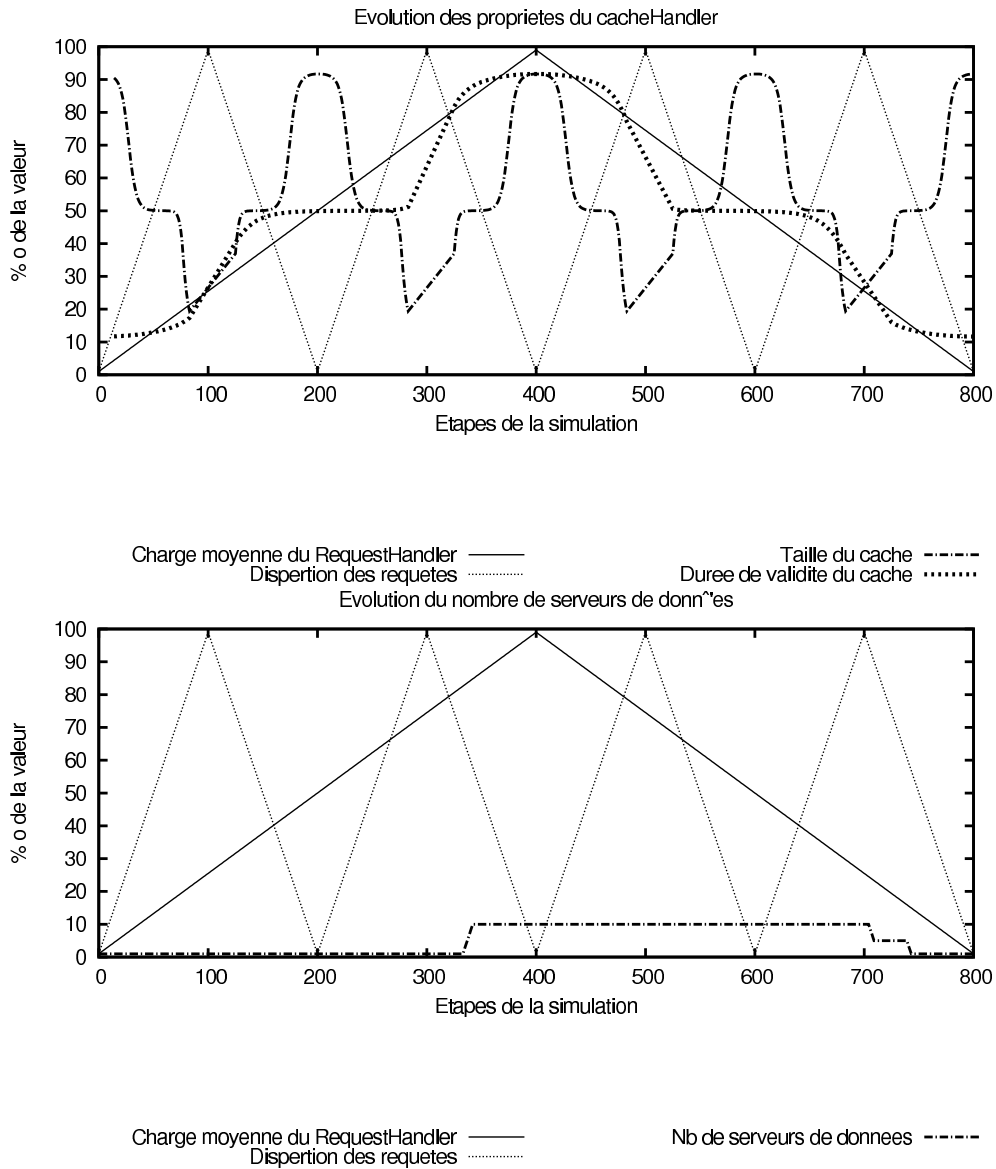 Evolution des proprietes du cacheHandler
100
90
80
70
60
50
40
30
20
10
0
% o de la valeur
0 100 200 300 400 500 600 700 800
Etapes de la simulation
Charge moyenne du RequestHandler
Dispertion des requetes
Taille du cache
Duree de validite du cache
Evolution du nombre de serveurs de donnˆ'es
100
90
80
70
60
50
40
30
20
10
0
% o de la valeur
0 100 200 300 400 500 600 700 800
Etapes de la simulation
Charge moyenne du RequestHandler
Dispertion des requetes
Nb de serveurs de donnees